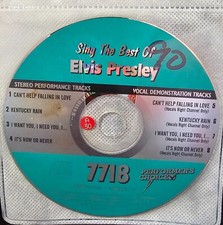 Sing The Best Of
90
Elvis Presley
STEREO PERFORMANCE TRACKS
VOCAL DEMONSTRATION TRACKS
1 CAN'T HELP FALLING IN LOVE
2 KENTUCKY RAIN
3 I WANT YOU, I NEED YOU, I...
4 IT'S NOW OR NEVER
CAN'T HELP FALLING IN LOVE 5
(Vocals Right Channel Only)
KENTUCKY RAIN 6
(Vocals Right Channel Only)
I WANT YOU, I NEED YOU, I... 7
(Vocals Right Channel Only)
IT'S NOW OR NEVER 8
(Vocals Right Channel Only)
7718
PERFORMER'S
CHOICE